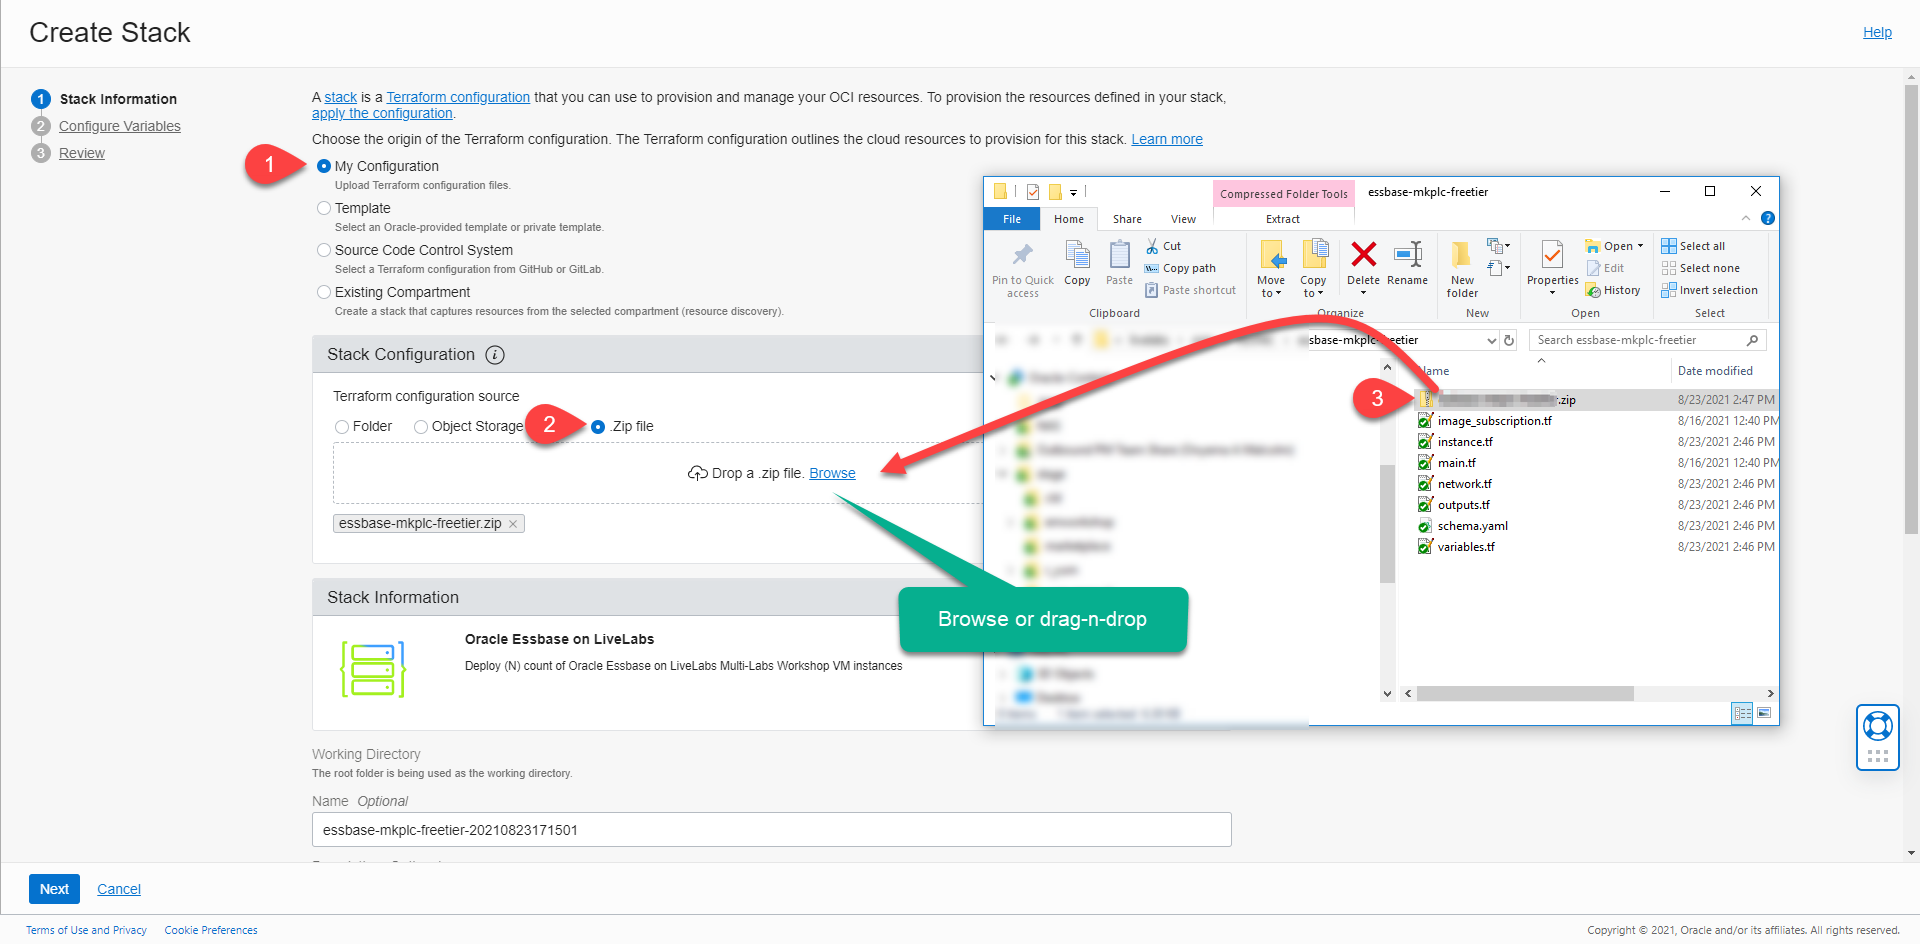 Create Stack
Help
1 Stack Information
2 Configure Variables
3 Review
A stack is a Terraform configuration that you can use to provision and manage your OCI resources. To provision the resources defined in your stack,
apply the configuration.
Choose the origin of the Terraform configuration. The Terraform configuration outlines the cloud resources to provision for this stack. Learn more
1
My Configuration
Upload Terraform configuration files.
Template
Select an Oracle-provided template or private template.
Source Code Control System
Select a Terraform configuration from GitHub or GitLab.
Existing Compartment
Create a stack that captures resources from the selected compartment (resource discovery).
Stack Configuration i
Terraform configuration source
Folder Object Storage 2 .Zip file
Drop a .zip file. Browse
essbase-mkplc-freetier.zip ×
Browse or drag-n-drop
Stack Information
Oracle Essbase on LiveLabs
Deploy (N) count of Oracle Essbase on LiveLabs Multi-Labs Workshop VM instances
Working Directory
The root folder is being used as the working directory.
Name Optional
essbase-mkplc-freetier-20210823171501
Next Cancel
Compressed Folder Tools essbase-mkplc-freetier
File Home Share View Extract
Pin to Quick access
Copy
Paste
Cut
Copy path
Paste shortcut
Clipboard
Move to
Copy to
Delete
Rename
Organize
New folder
New
Properties
Open
Edit
History
Open
Select all
Select none
Invert selection
Select
sbase-mkplc-freetier
Search essbase-mkplc-freetier
Name Date modified
3 .zip 8/23/2021 2:47 PM
image_subscription.tf 8/16/2021 12:40 PM
instance.tf 8/23/2021 2:46 PM
main.tf 8/16/2021 12:40 PM
network.tf 8/23/2021 2:46 PM
outputs.tf 8/23/2021 2:46 PM
schema.yaml 8/23/2021 2:46 PM
variables.tf 8/23/2021 2:46 PM
Terms of Use and Privacy Cookie Preferences
Copyright © 2021, Oracle and/or its affiliates. All rights reserved.